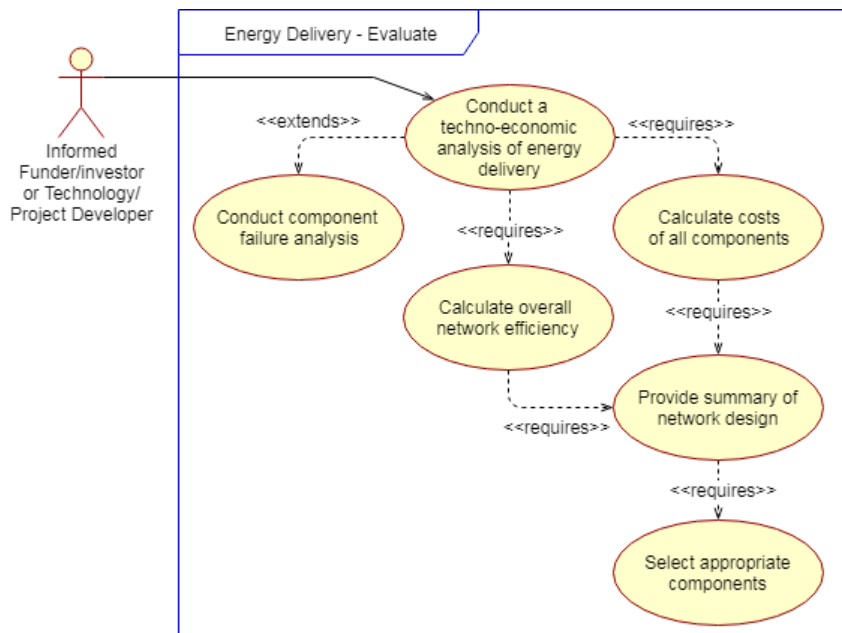 Energy Delivery - Evaluate
Informed
Funder/investor
or Technology/
Project Developer
Conduct a
techno-economic
analysis of energy
delivery
<<extends>>
<<requires>>
Conduct component
failure analysis
<<requires>>
Calculate costs
of all components
Calculate overall
network efficiency
<<requires>>
<<requires>>
Provide summary of
network design
<<requires>>
Select appropriate
components